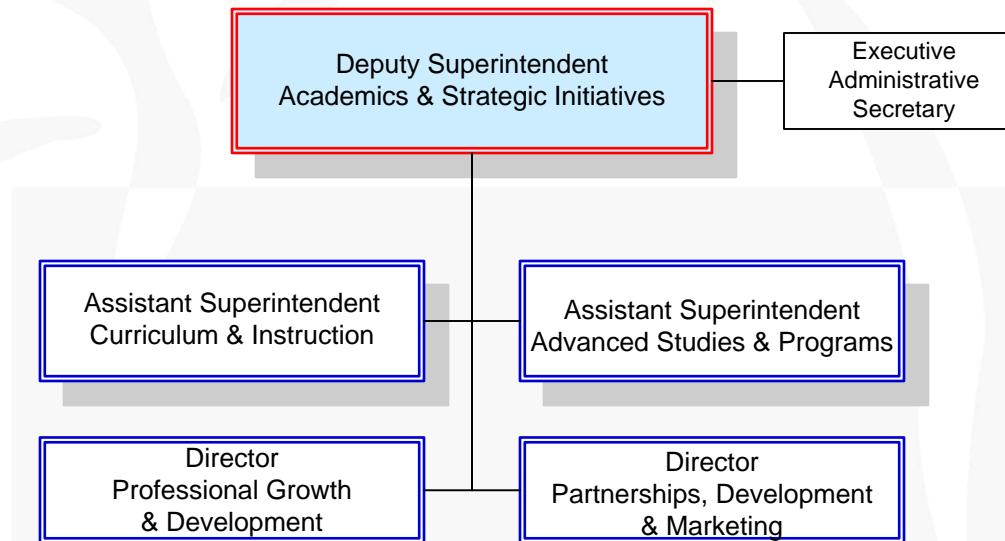 Deputy Superintendent
Academics & Strategic Initiatives
Executive
Administrative
Secretary
Assistant Superintendent
Curriculum & Instruction
Assistant Superintendent
Advanced Studies & Programs
Director
Professional Growth
& Development
Director
Partnerships, Development
& Marketing